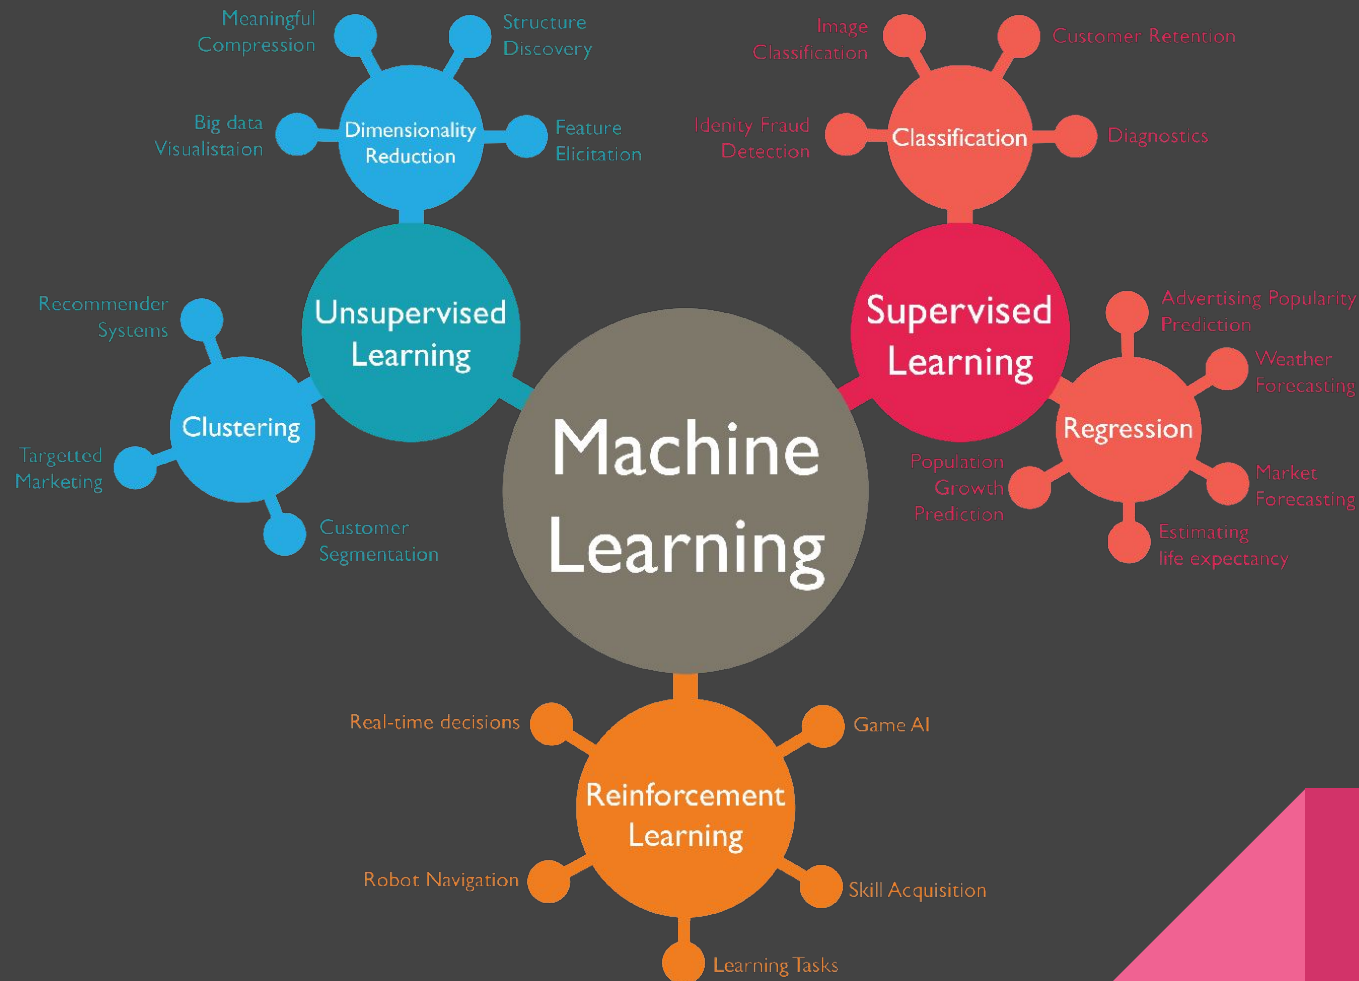 Meaningful
Compression
Structure
Discovery
Big data
Visualistaion
Dimensionality
Reduction
Feature
Elicitation
Unsupervised
Learning
Recommender
Systems
Clustering
Targetted
Marketing
Customer
Segmentation
Image
Classification
Customer Retention
Idenity Fraud
Detection
Classification
Diagnostics
Supervised
Learning
Advertising Popularity
Prediction
Weather
Forecasting
Regression
Population
Growth
Prediction
Market
Forecasting
Estimating
life expectancy
Machine
Learning
Real-time decisions
Game AI
Reinforcement
Learning
Robot Navigation
Skill Acquisition
Learning Tasks